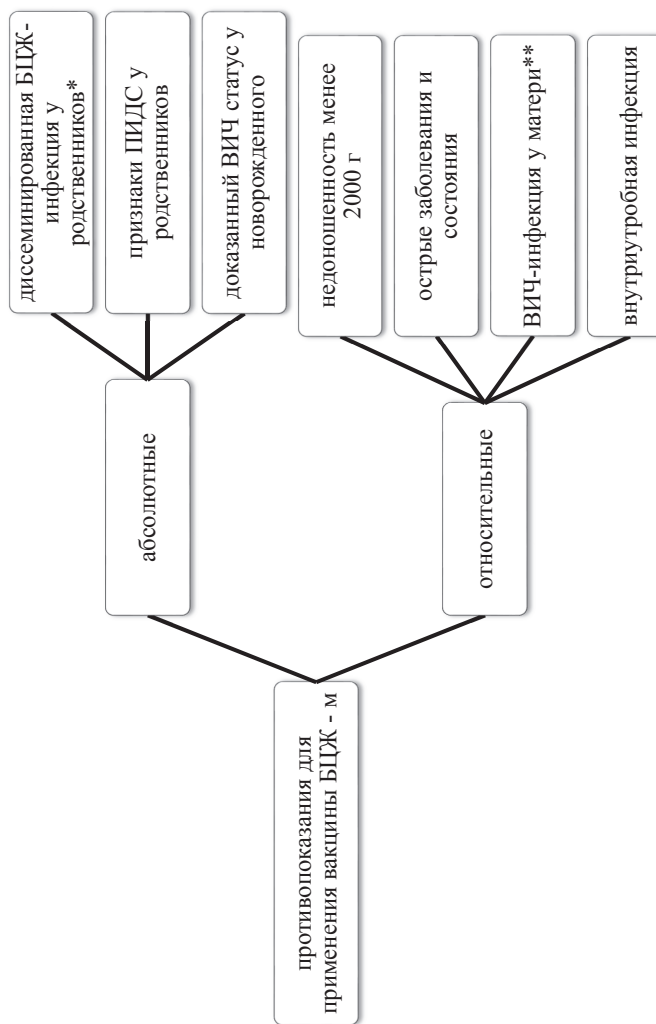 противопоказания для
применения вакцины БЦЖ - м
абсолютные
диссеминированная БЦЖ-
инфекция у
родственников*
признаки ПИДС у
родственников
доказанный ВИЧ статус у
новорожденного
относительные
недоношенность менее
2000 г
острые заболевания и
состояния
ВИЧ-инфекция у матери**
внутриутробная инфекция